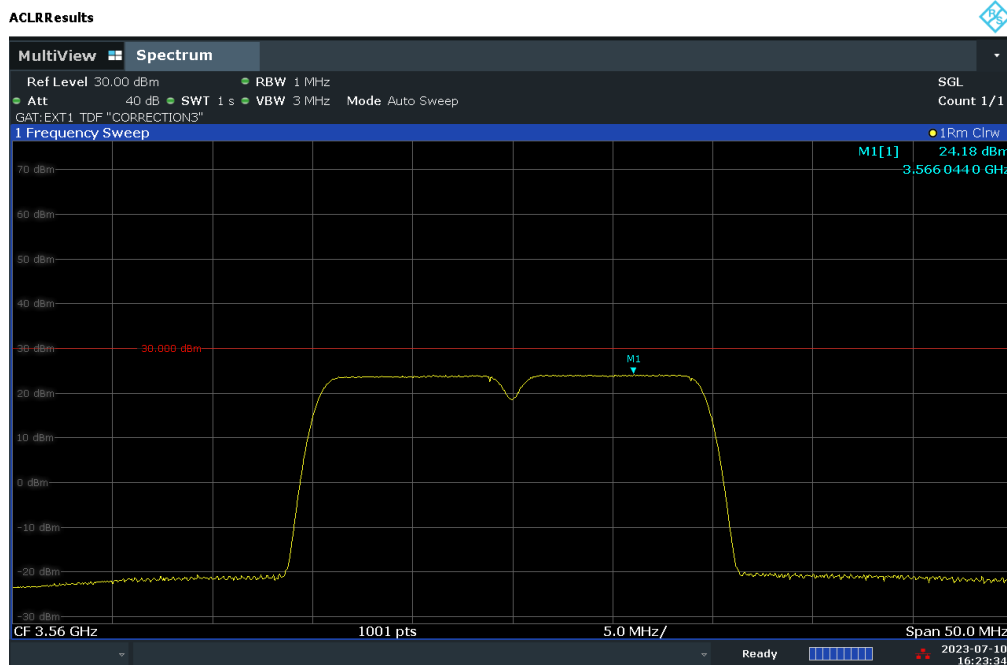 ACLRResults
R&S
MultiView Spectrum
Ref Level 30.00 dBm RBW 1 MHz SGL
Att 40 dB SWT 1 s VBW 3 MHz Mode Auto Sweep Count 1/1
GAT:EXT1 TDF "CORRECTION3"
1 Frequency Sweep 1Rm Clrw
M1[1] 24.18 dBm
3.566 044 0 GHz
70 dBm
60 dBm
50 dBm
40 dBm
30 dBm 30.000 dBm
M1
20 dBm
10 dBm
0 dBm
-10 dBm
-20 dBm
-30 dBm
CF 3.56 GHz 1001 pts 5.0 MHz/ Span 50.0 MHz
Ready 2023-07-10
16:23:34